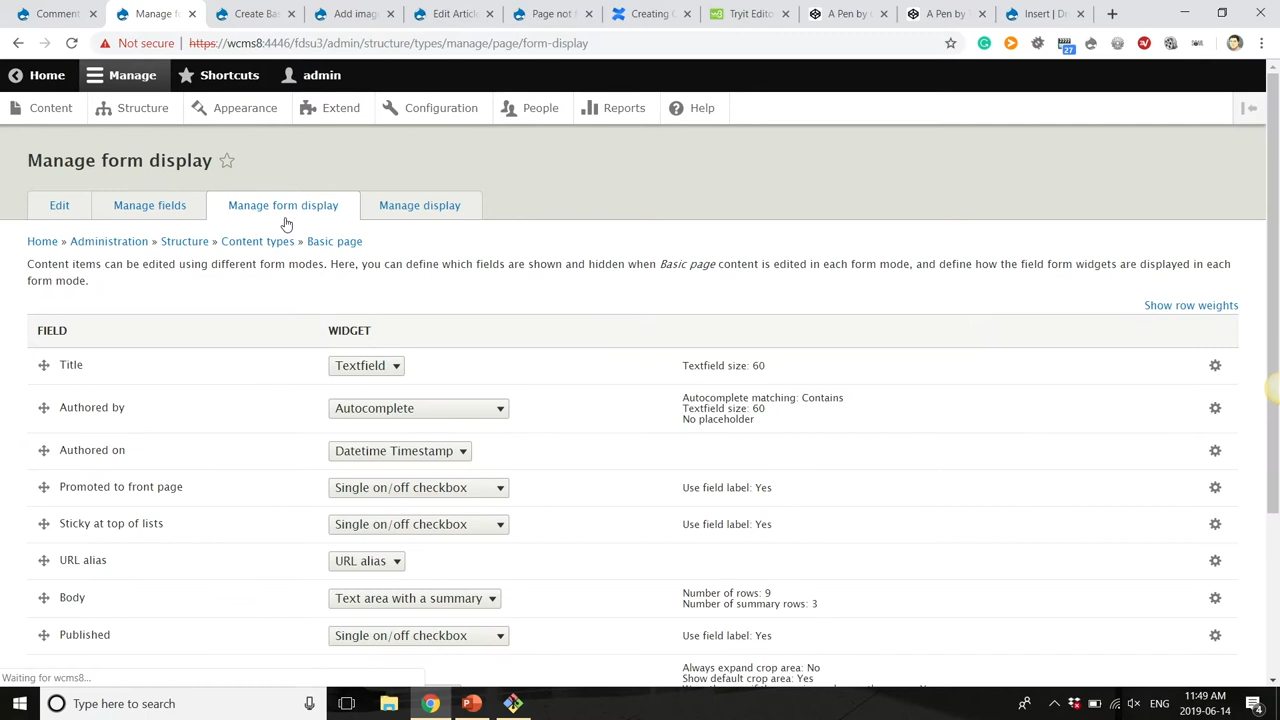 Manage fo
Create Bas
Add imag
Edit Article
Page not f
Creating C
Tryit Edito
A Pen by
A Pen by
Insert | Dr
Not secure
https://wcms8:4446/fdsu3/admin/structure/types/manage/page/form-display
27
Home
Manage
Shortcuts
admin
Content
Structure
Appearance
Extend
Configuration
People
Reports
Help
Manage form display
Edit
Manage fields
Manage form display
Manage display
Home » Administration » Structure » Content types » Basic page
Content items can be edited using different form modes. Here, you can define which fields are shown and hidden when Basic page content is edited in each form mode, and define how the field form widgets are displayed in each
form mode.
Show row weights
FIELD
WIDGET
Title
Textfield
Textfield size: 60
Authored by
Autocomplete
Autocomplete matching: Contains
Textfield size: 60
No placeholder
Authored on
Datetime Timestamp
Promoted to front page
Single on/off checkbox
Use field label: Yes
Sticky at top of lists
Single on/off checkbox
Use field label: Yes
URL alias
URL alias
Body
Text area with a summary
Number of rows: 9
Number of summary rows: 3
Published
Single on/off checkbox
Use field label: Yes
Always expand crop area: No
Show default crop area: Yes
Waiting for wcms8...
Type here to search
ENG
11:49 AM
2019-06-14
4